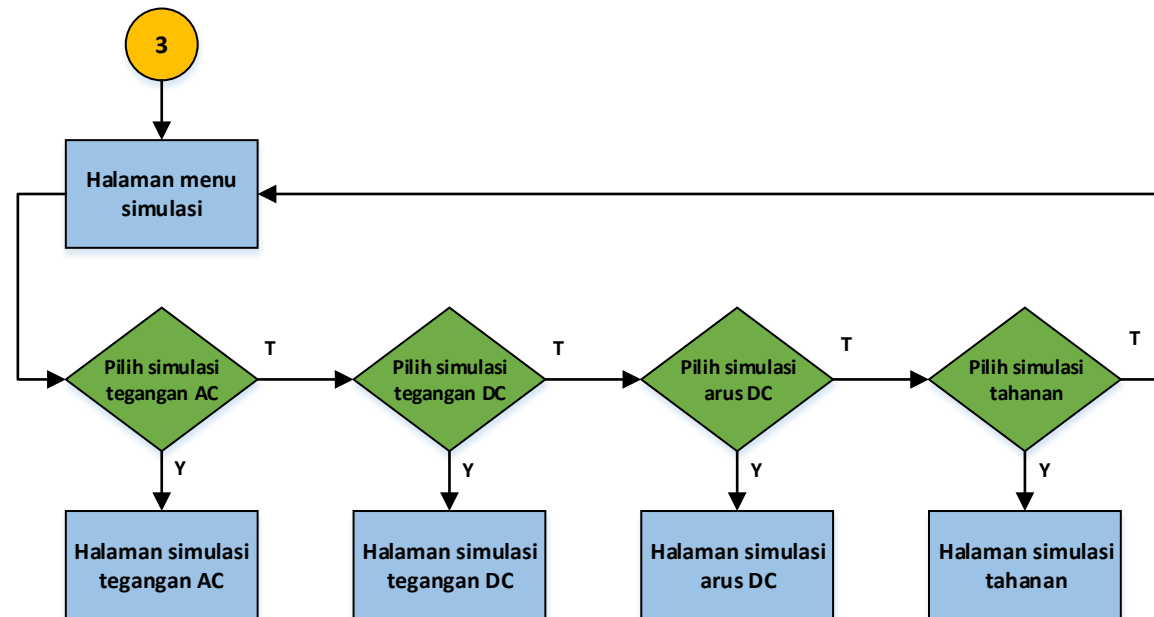 3
Halaman menu
simulasi
Pilih simulasi
tegangan AC
T
Pilih simulasi
tegangan DC
T
Pilih simulasi
arus DC
T
Pilih simulasi
tahanan
T
Y
Y
Y
Y
Halaman simulasi
tegangan AC
Halaman simulasi
tegangan DC
Halaman simulasi
arus DC
Halaman simulasi
tahanan